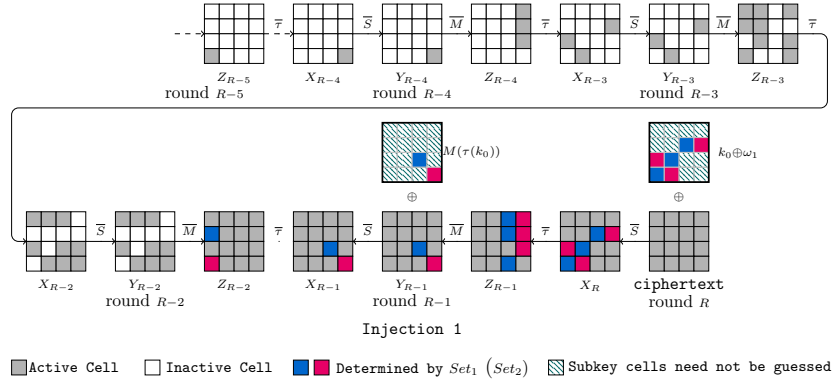 τ̅ S̅ M̅ τ̅ S̅ M̅ τ̅
Z_{R−5} X_{R−4} Y_{R−4} Z_{R−4} X_{R−3} Y_{R−3} Z_{R−3}
round R−5 round R−4 round R−3
M(τ(k_0)) k_0⊕ω_1
⊕ ⊕
S̅ M̅ τ̅ S̅ M̅ τ̅ S̅
X_{R−2} Y_{R−2} Z_{R−2} X_{R−1} Y_{R−1} Z_{R−1} X_R ciphertext
round R−2 round R−1 round R
Injection 1
Active Cell Inactive Cell Determined by Set_1 (Set_2) Subkey cells need not be guessed